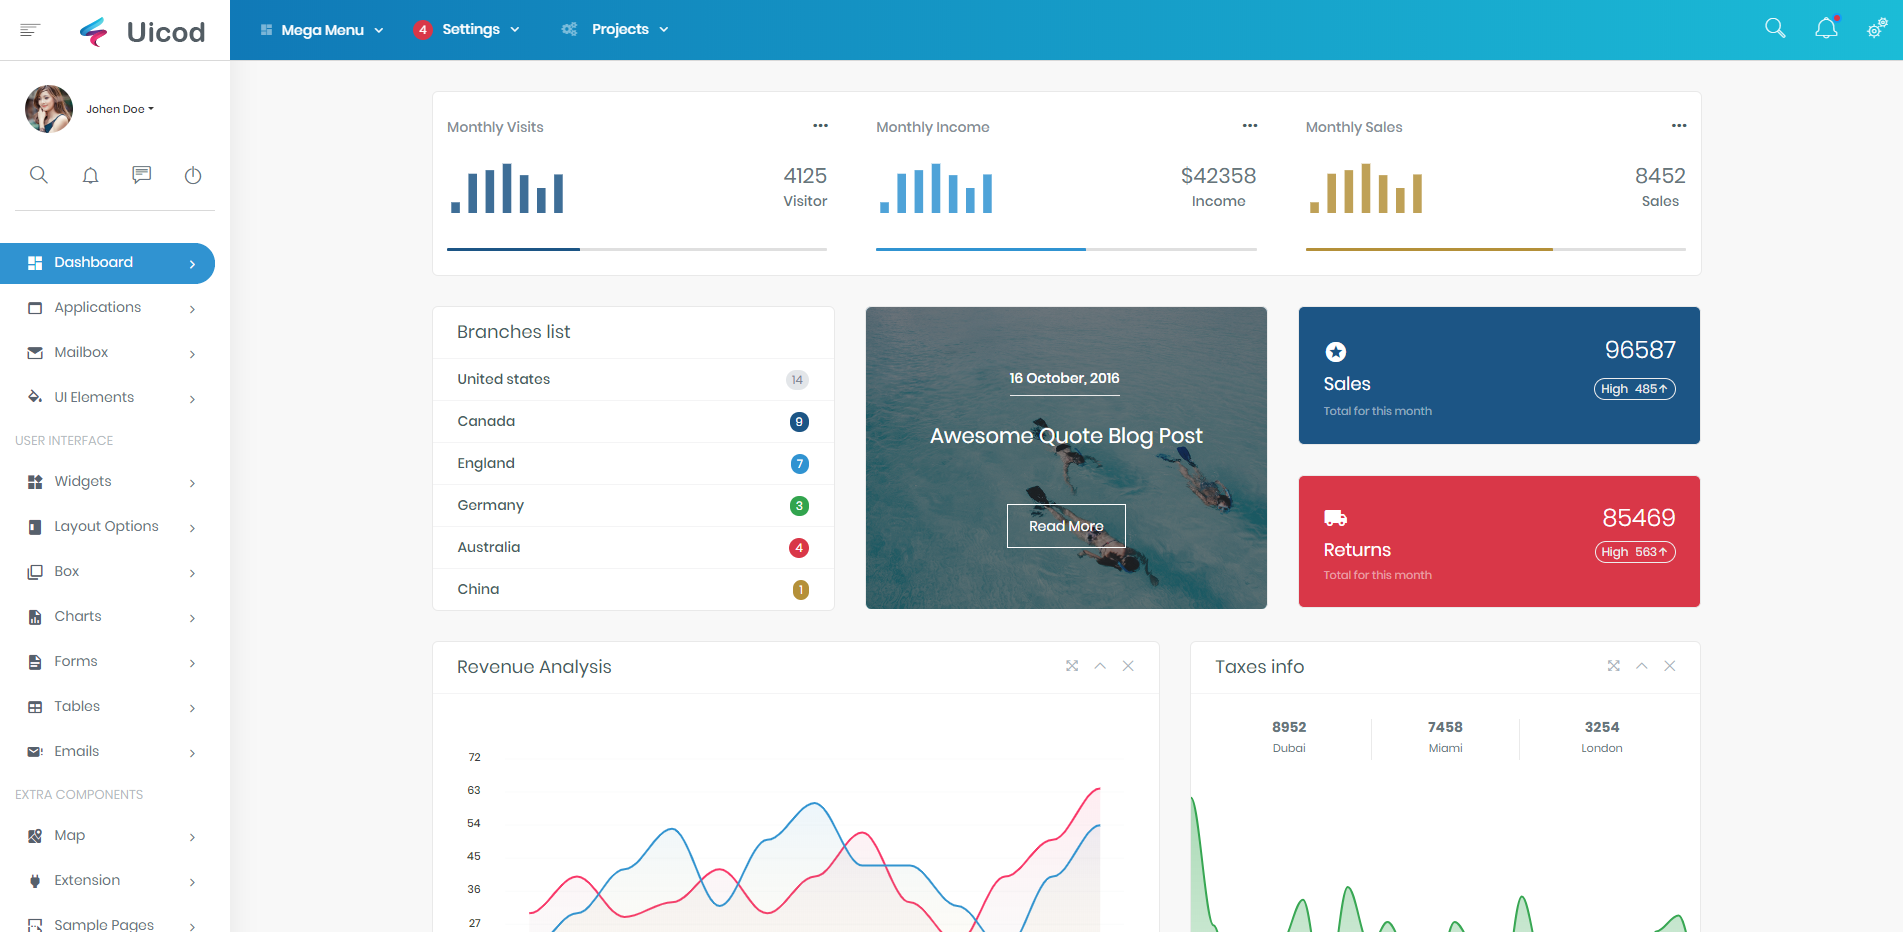 Uicod
Mega Menu
4 Settings
Projects
Johen Doe
Dashboard
Applications
Mailbox
UI Elements
USER INTERFACE
Widgets
Layout Options
Box
Charts
Forms
Tables
Emails
EXTRA COMPONENTS
Map
Extension
Sample Pages
Monthly Visits
4125
Visitor
Monthly Income
$42358
Income
Monthly Sales
8452
Sales
Branches list
United states 14
Canada 9
England 7
Germany 3
Australia 4
China 1
16 October, 2016
Awesome Quote Blog Post
Read More
96587
Sales
High 485↑
Total for this month
85469
Returns
High 563↑
Total for this month
Revenue Analysis
72
63
54
45
36
27
Taxes info
8952
Dubai
7458
Miami
3254
London